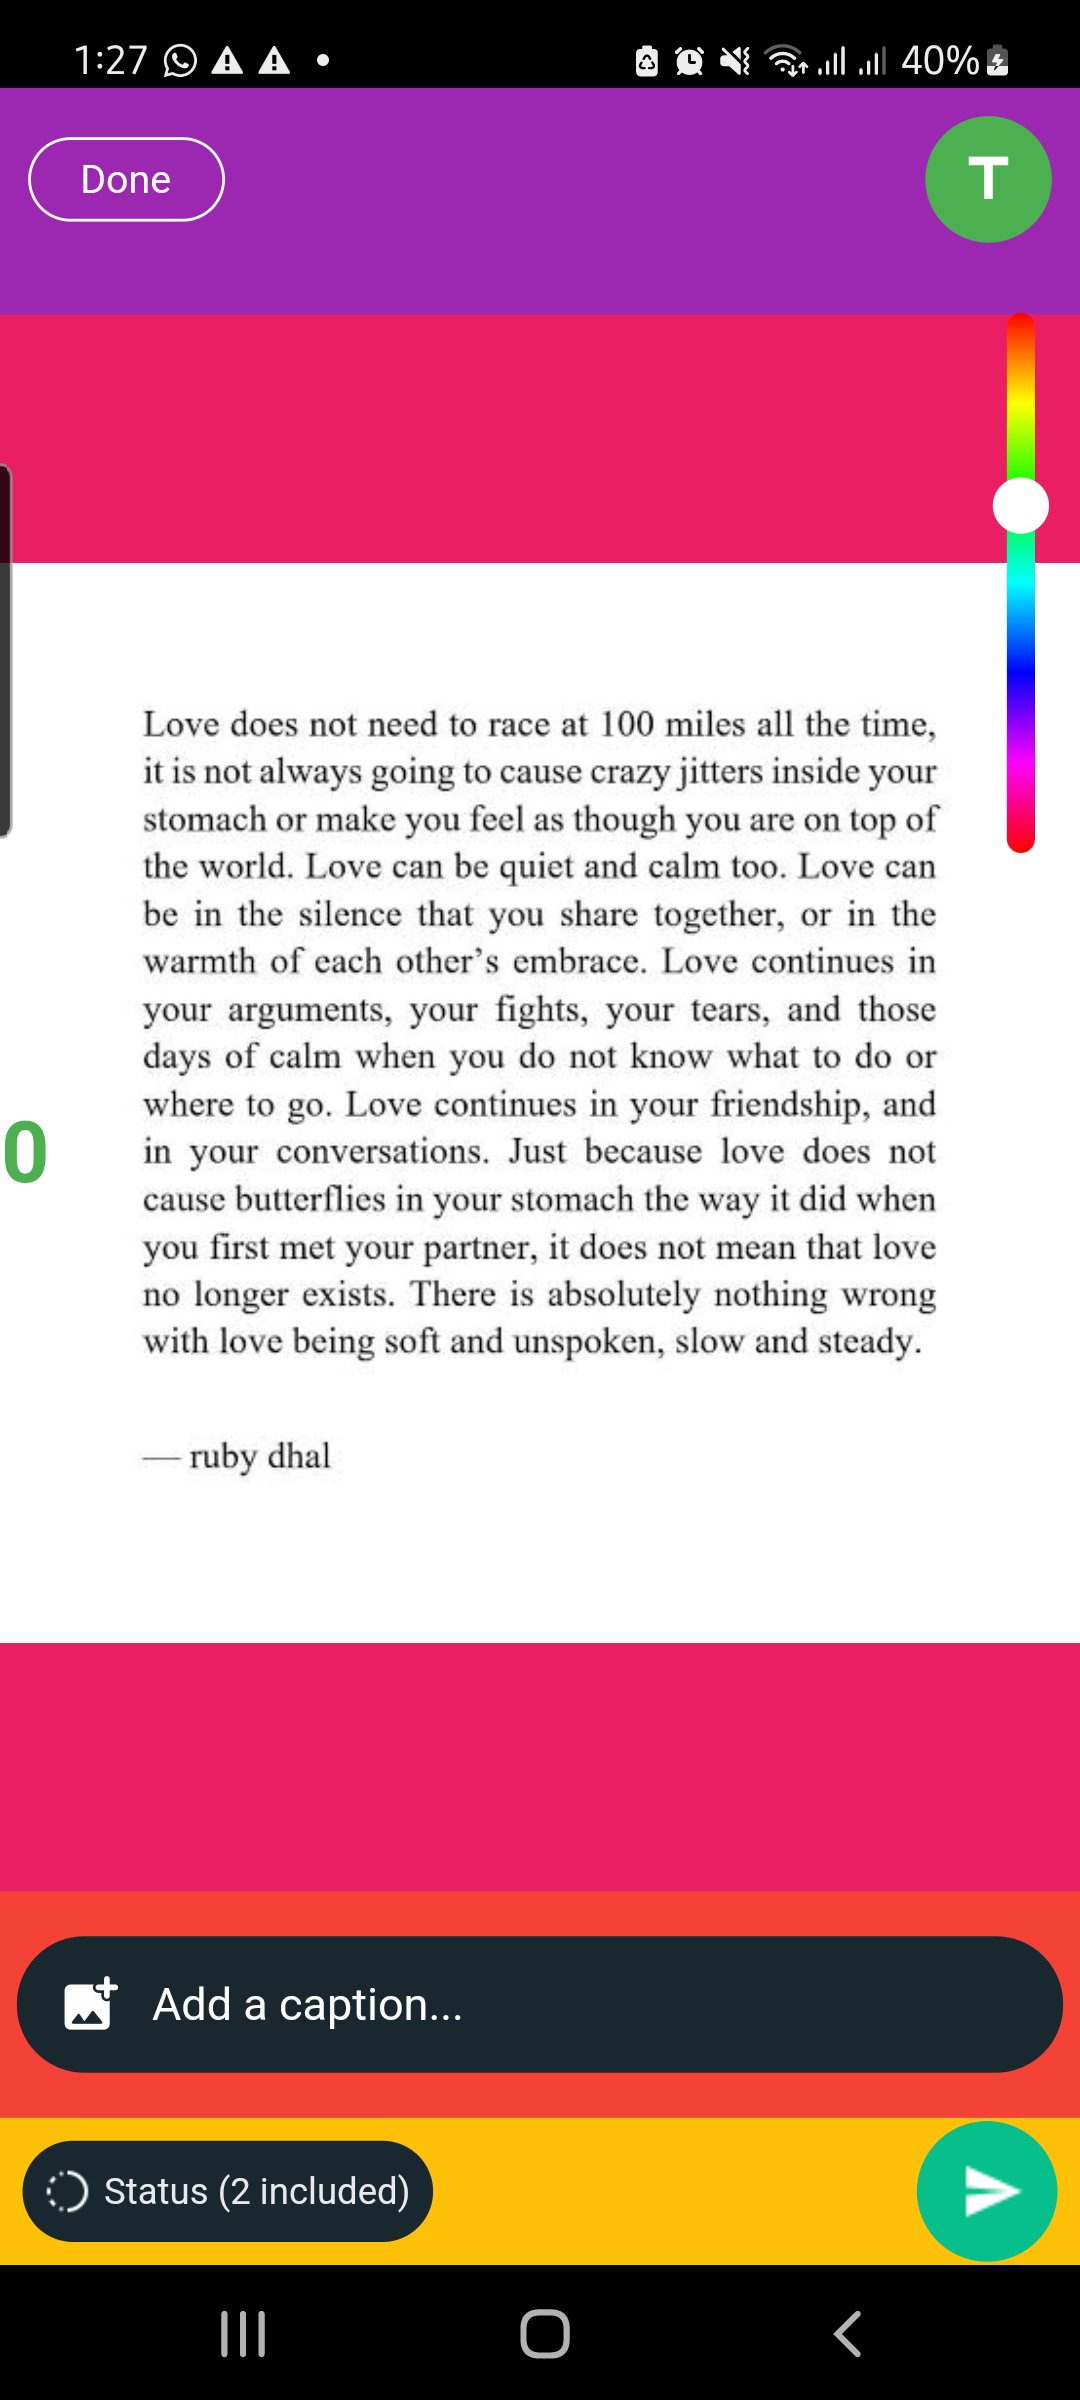 1:27
40%
Done
T
Love does not need to race at 100 miles all the time,
it is not always going to cause crazy jitters inside your
stomach or make you feel as though you are on top of
the world. Love can be quiet and calm too. Love can
be in the silence that you share together, or in the
warmth of each other’s embrace. Love continues in
your arguments, your fights, your tears, and those
days of calm when you do not know what to do or
where to go. Love continues in your friendship, and
in your conversations. Just because love does not
cause butterflies in your stomach the way it did when
you first met your partner, it does not mean that love
no longer exists. There is absolutely nothing wrong
with love being soft and unspoken, slow and steady.
0
— ruby dhal
Add a caption...
Status (2 included)